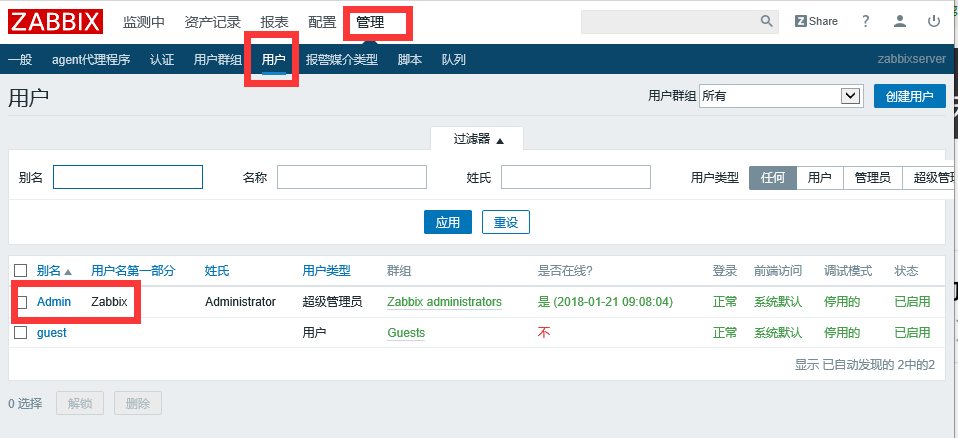 ZABBIX 监测中 资产记录 报表 配置 管理 Z Share ?
一般 agent代理程序 认证 用户群组 用户 报警媒介类型 脚本 队列 zabbixserver
用户 用户群组 所有 创建用户
过滤器 ▲
别名 名称 姓氏 用户类型 任何 用户 管理员 超级管
应用 重设
别名 ▲ 用户名第一部分 姓氏 用户类型 群组 是否在线? 登录 前端访问 调试模式 状态
Admin Zabbix Administrator 超级管理员 Zabbix administrators 是 (2018-01-21 09:08:04) 正常 系统默认 停用的 已启用
guest 用户 Guests 不 正常 系统默认 停用的 已启用
显示 已自动发现的 2中的2
0 选择 解锁 删除